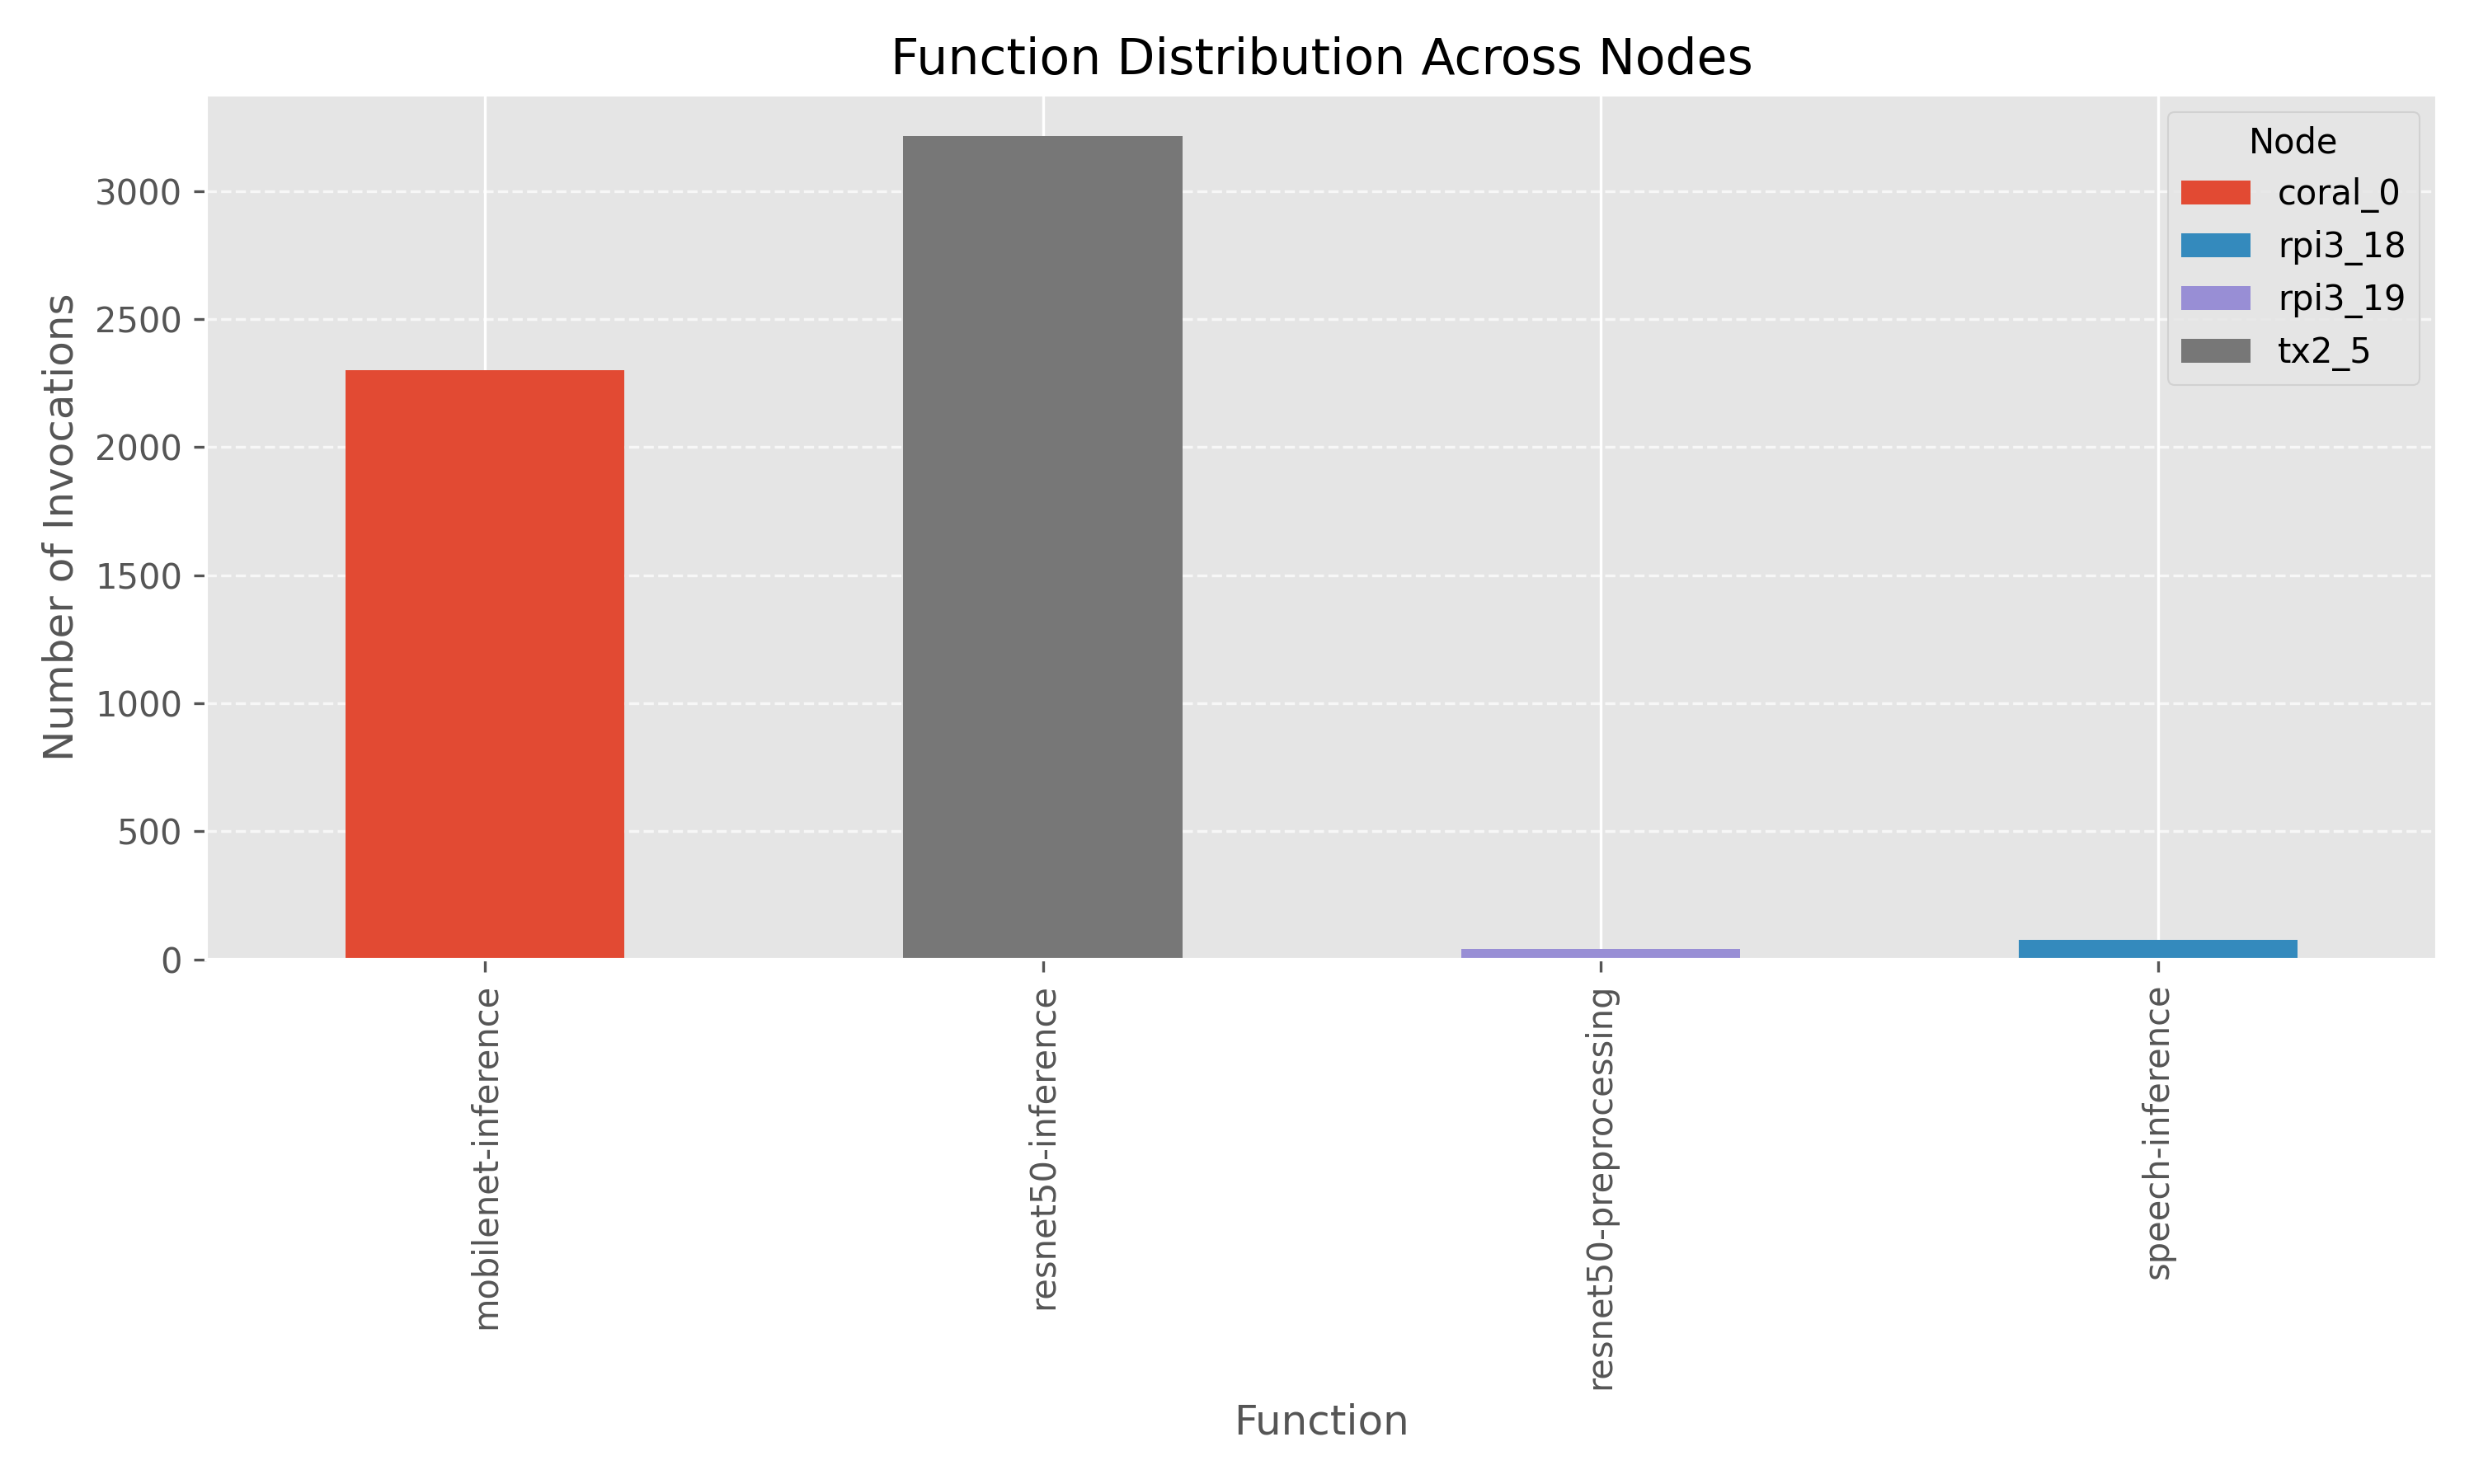 Function Distribution Across Nodes
Number of Invocations
3000
2500
2000
1500
1000
500
0
Node
coral_0
rpi3_18
rpi3_19
tx2_5
mobilenet-inference
resnet50-inference
resnet50-preprocessing
speech-inference
Function